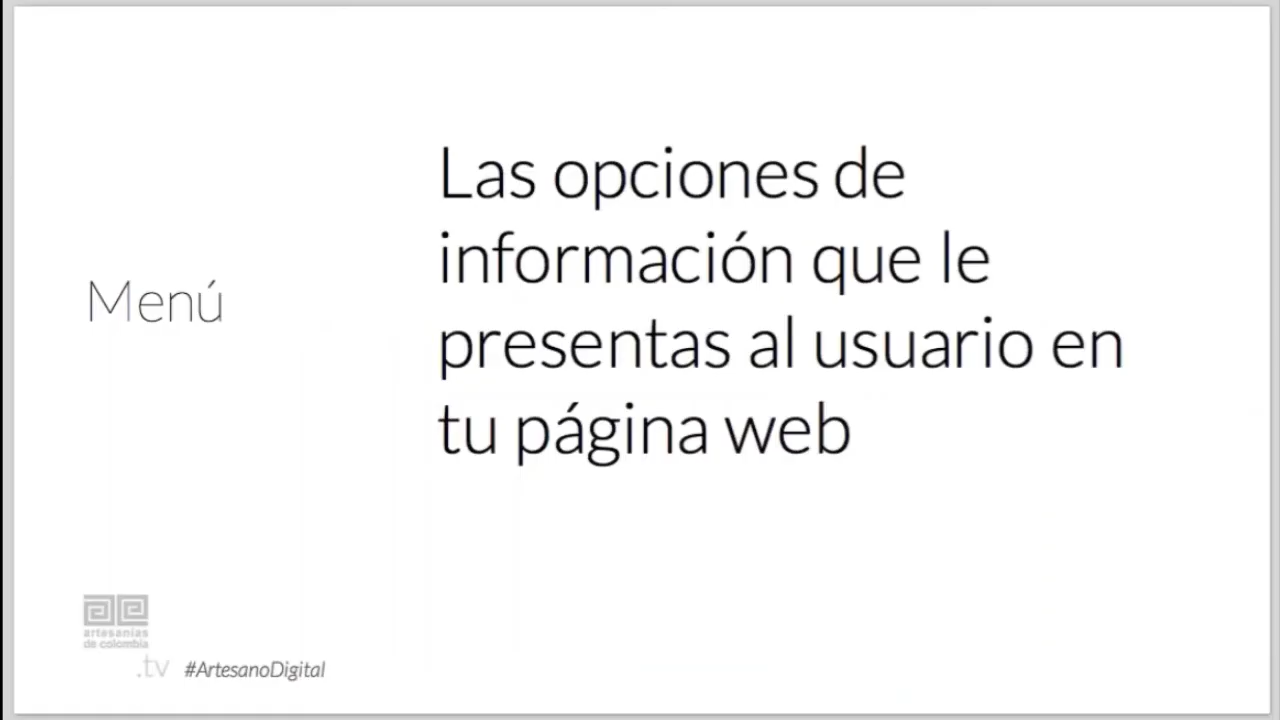 Menú
Las opciones de
información que le
presentas al usuario en
tu página web
artesanías
de colombia
.tv #ArtesanoDigital